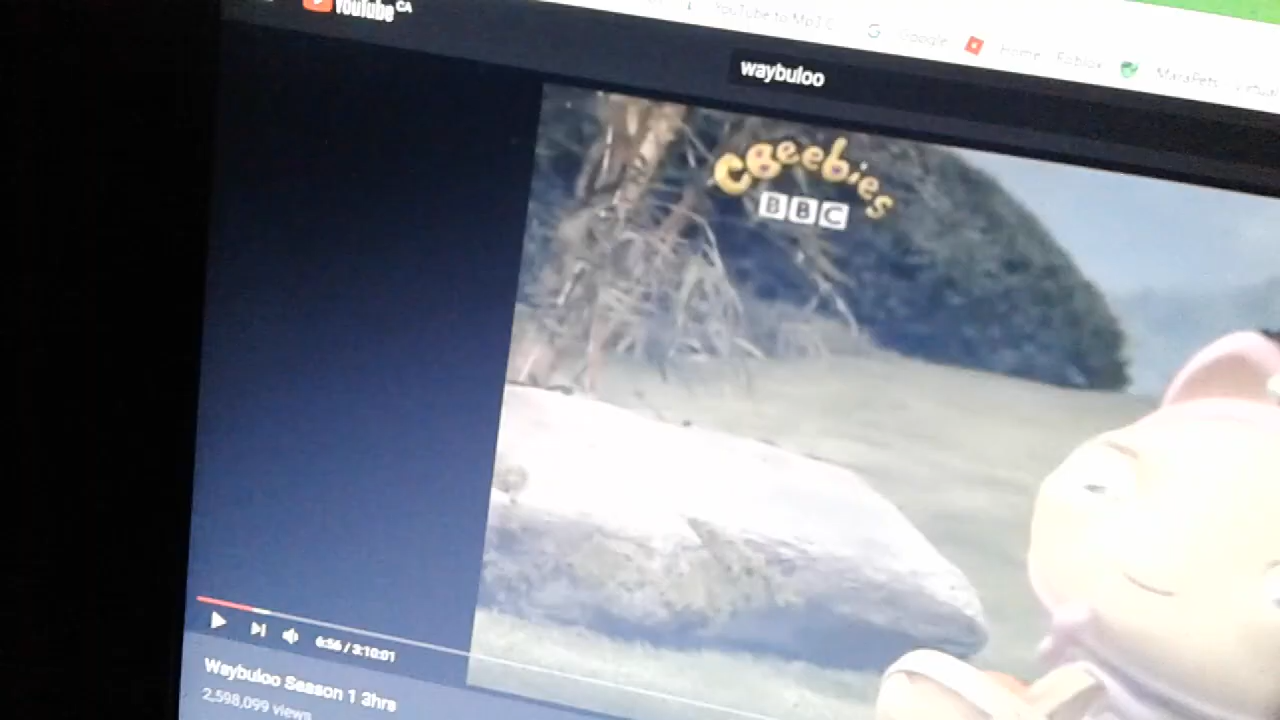 YouTube CA
YouTube to Mp3 C
Google
Home - Roblox
MaraPets - Virtual
waybuloo
CBeebies
BBC
6:56 / 3:10:01
Waybuloo Season 1 3hrs
2,598,099 views